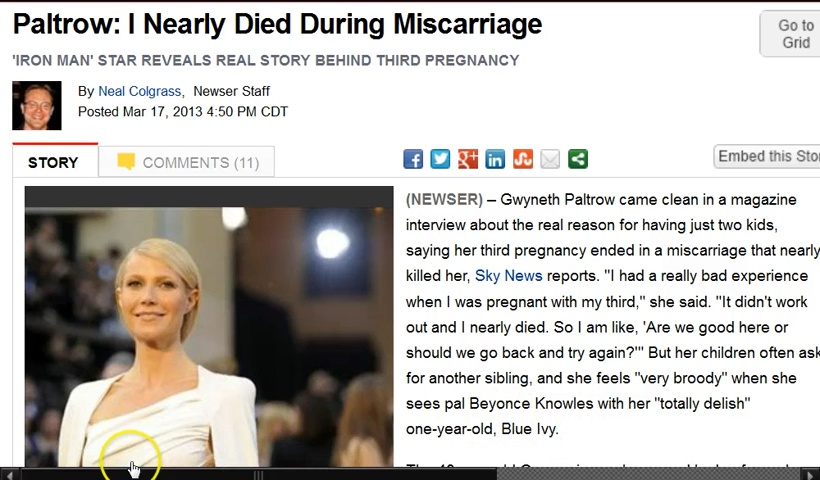 Paltrow: I Nearly Died During Miscarriage
Go to
Grid
'IRON MAN' STAR REVEALS REAL STORY BEHIND THIRD PREGNANCY
By Neal Colgrass, Newser Staff
Posted Mar 17, 2013 4:50 PM CDT
STORY
COMMENTS (11)
Embed this Stor
(NEWSER) – Gwyneth Paltrow came clean in a magazine
interview about the real reason for having just two kids,
saying her third pregnancy ended in a miscarriage that nearly
killed her, Sky News reports. "I had a really bad experience
when I was pregnant with my third," she said. "It didn't work
out and I nearly died. So I am like, 'Are we good here or
should we go back and try again?'" But her children often ask
for another sibling, and she feels "very broody" when she
sees pal Beyonce Knowles with her "totally delish"
one-year-old, Blue Ivy.